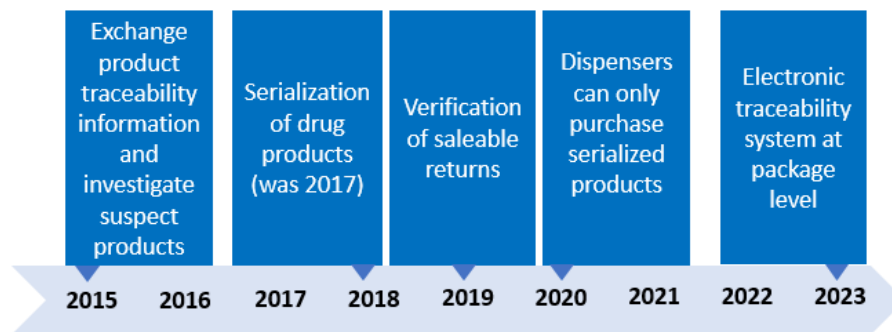 Exchange
product
traceability
information
and
investigate
suspect
products
Serialization
of drug
products
(was 2017)
Verification
of saleable
returns
Dispensers
can only
purchase
serialized
products
Electronic
traceability
system at
package
level
2015 2016 2017 2018 2019 2020 2021 2022 2023